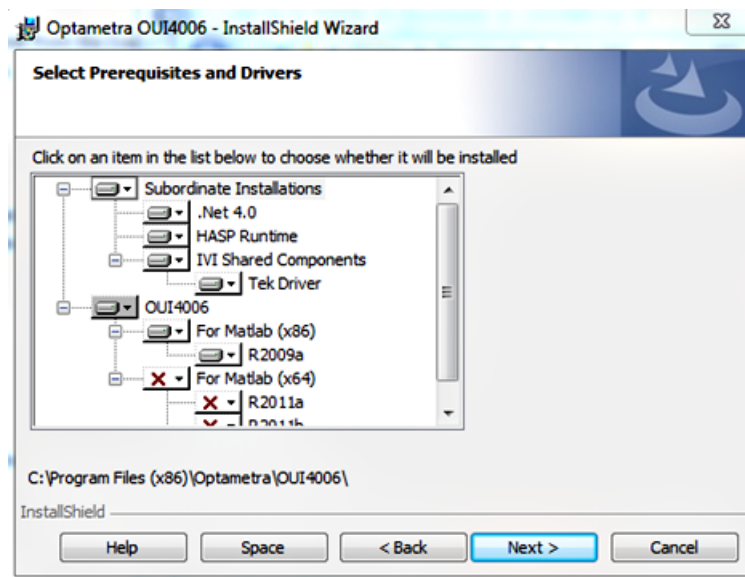 Optametra OUI4006 - InstallShield Wizard
Select Prerequisites and Drivers
Click on an item in the list below to choose whether it will be installed
Subordinate Installations
.Net 4.0
HASP Runtime
IVI Shared Components
Tek Driver
OUI4006
For Matlab (x86)
R2009a
For Matlab (x64)
R2011a
R2011b
C:\Program Files (x86)\Optametra\OUI4006\
InstallShield
Help
Space
< Back
Next >
Cancel